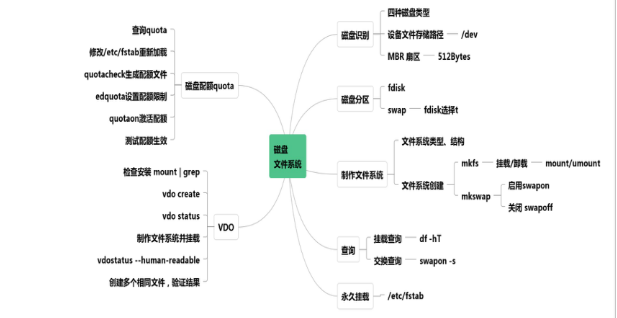 磁盘
文件系统
磁盘识别
四种磁盘类型
设备文件存储路径
/dev
MBR 扇区
512Bytes
磁盘分区
fdisk
swap
fdisk选择t
制作文件系统
文件系统类型、结构
文件系统创建
mkfs
挂载/卸载
mount/umount
mkswap
启用swapon
关闭 swapoff
查询
挂载查询
df -hT
交换查询
swapon -s
永久挂载
/etc/fstab
磁盘配额quota
查询quota
修改/etc/fstab重新加载
quotacheck生成配额文件
edquota设置配额限制
quotaon激活配额
测试配额生效
VDO
检查安装 mount | grep
vdo create
vdo status
制作文件系统并挂载
vdostatus --human-readable
创建多个相同文件，验证结果